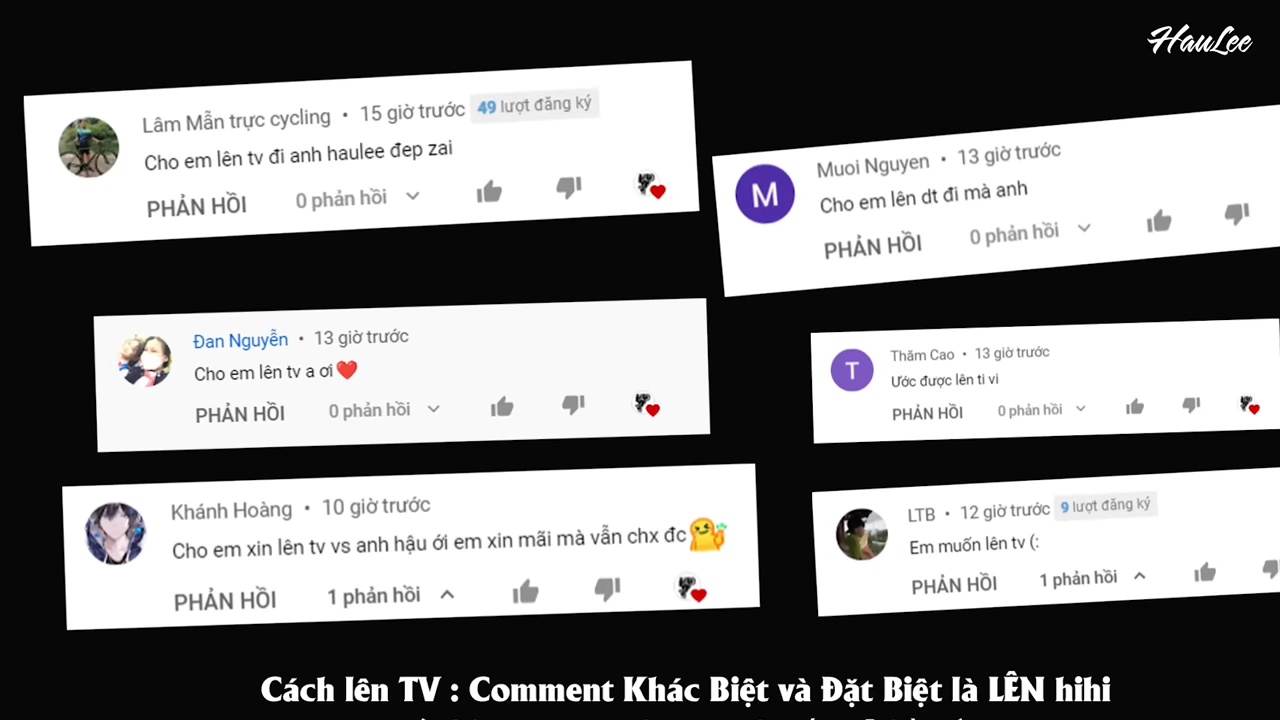 HauLee
Lâm Mẫn trực cycling • 15 giờ trước 49 lượt đăng ký
Cho em lên tv đi anh haulee đep zai
PHẢN HỒI 0 phản hồi
M
Muoi Nguyen • 13 giờ trước
Cho em lên dt đi mà anh
PHẢN HỒI 0 phản hồi
Đan Nguyễn • 13 giờ trước
Cho em lên tv a ơi❤️
PHẢN HỒI 0 phản hồi
T
Thăm Cao • 13 giờ trước
Ước được lên ti vi
PHẢN HỒI 0 phản hồi
Khánh Hoàng • 10 giờ trước
Cho em xin lên tv vs anh hậu ới em xin mãi mà vẫn chx đc
PHẢN HỒI 1 phản hồi
LTB • 12 giờ trước 9 lượt đăng ký
Em muốn lên tv (:
PHẢN HỒI 1 phản hồi
Cách lên TV : Comment Khác Biệt và Đặt Biệt là LÊN hihi